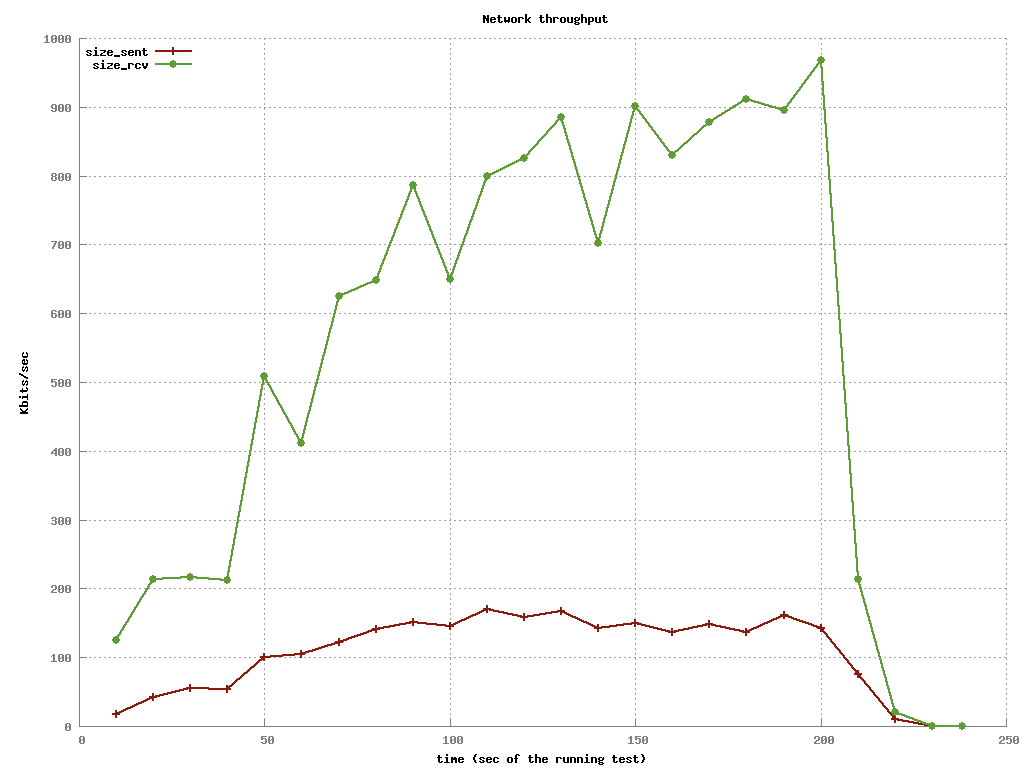 Network throughput
size_sent
size_rcv
1000
900
800
700
600
500
400
300
200
100
0
Kbits/sec
0 50 100 150 200 250
time (sec of the running test)